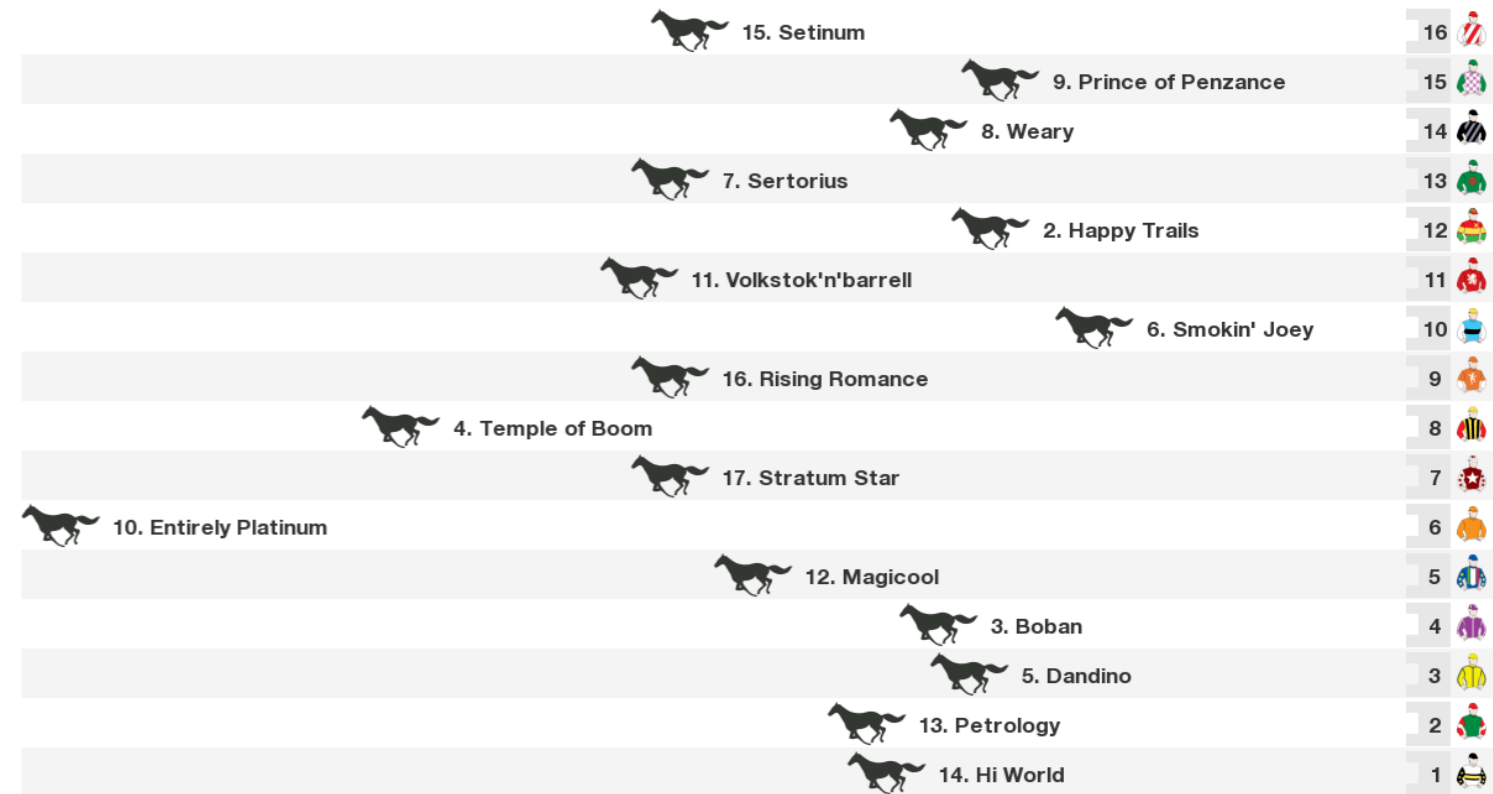 15. Setinum 16
9. Prince of Penzance 15
8. Weary 14
7. Sertorius 13
2. Happy Trails 12
11. Volkstok'n'barrell 11
6. Smokin' Joey 10
16. Rising Romance 9
4. Temple of Boom 8
17. Stratum Star 7
10. Entirely Platinum 6
12. Magicool 5
3. Boban 4
5. Dandino 3
13. Petrology 2
14. Hi World 1